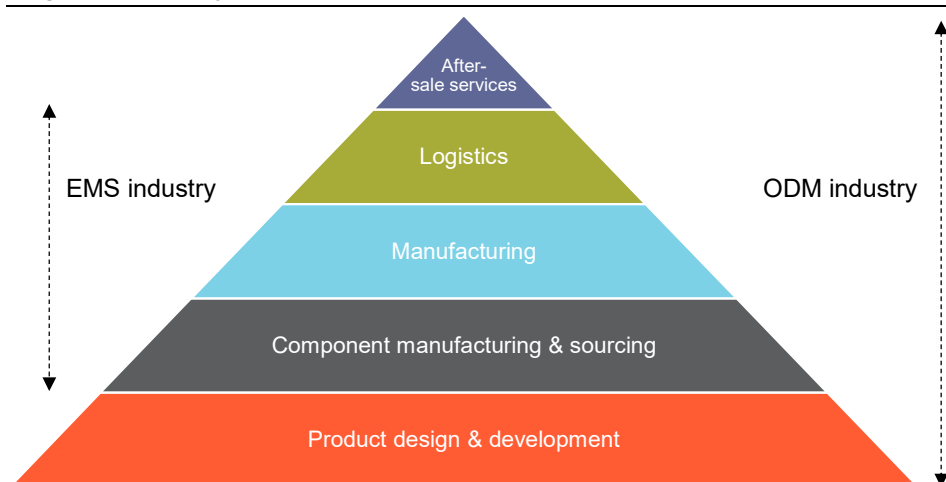 After-
sale services
Logistics
EMS industry
ODM industry
Manufacturing
Component manufacturing & sourcing
Product design & development